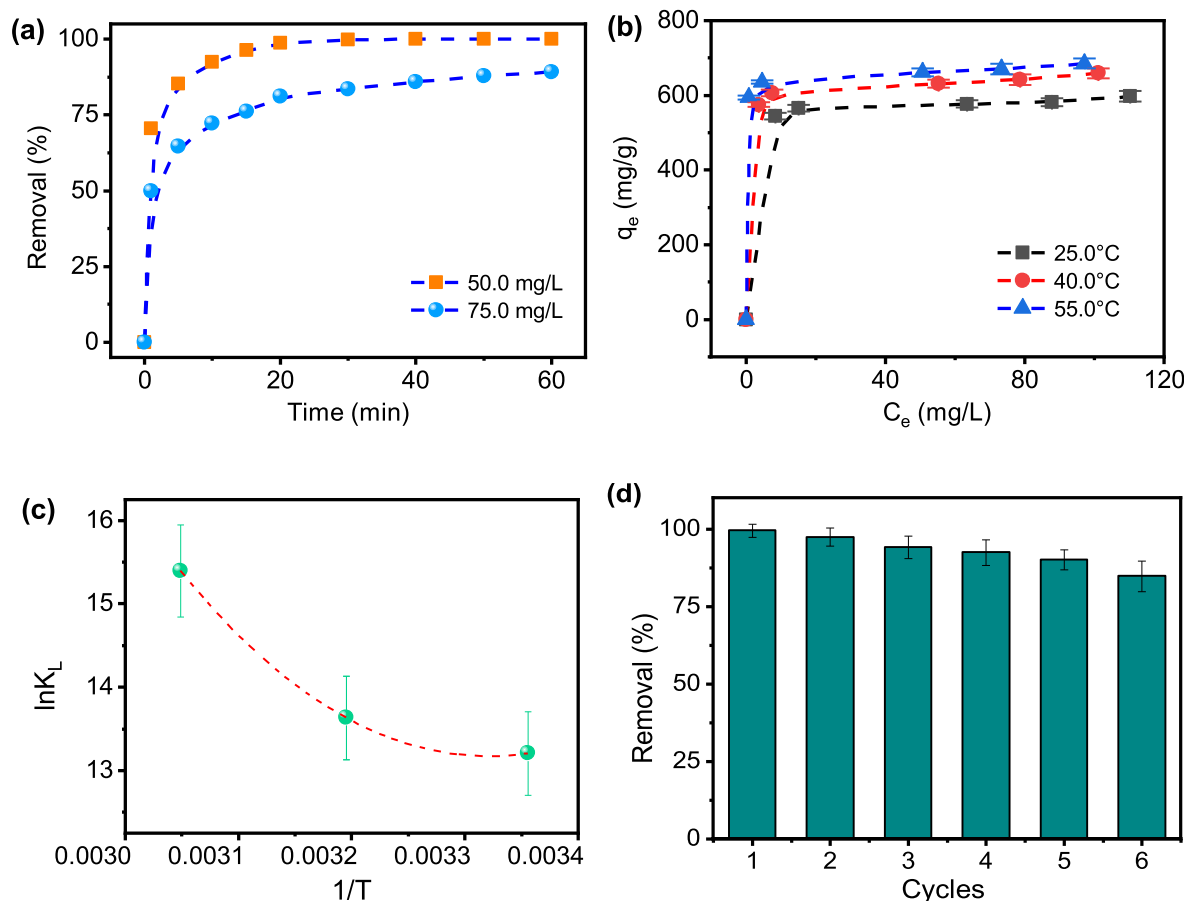 (a)
100
75
50
25
0
Removal (%)
50.0 mg/L
75.0 mg/L
0 20 40 60
Time (min)
(b)
800
600
400
200
0
qe (mg/g)
25.0°C
40.0°C
55.0°C
0 40 80 120
Ce (mg/L)
(c)
16
15
14
13
lnKL
0.0030 0.0031 0.0032 0.0033 0.0034
1/T
(d)
100
75
50
25
0
Removal (%)
1 2 3 4 5 6
Cycles